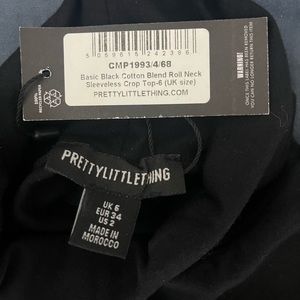 5059615242396
CMP1993/4/68
Basic Black Cotton Blend Roll Neck
Sleeveless Crop Top-6 (UK size)
PRETTYLITTLETHING.COM
PRETTYLITTLETHING
UK 6
EUR 34
US 2
MADE IN
MOROCCO